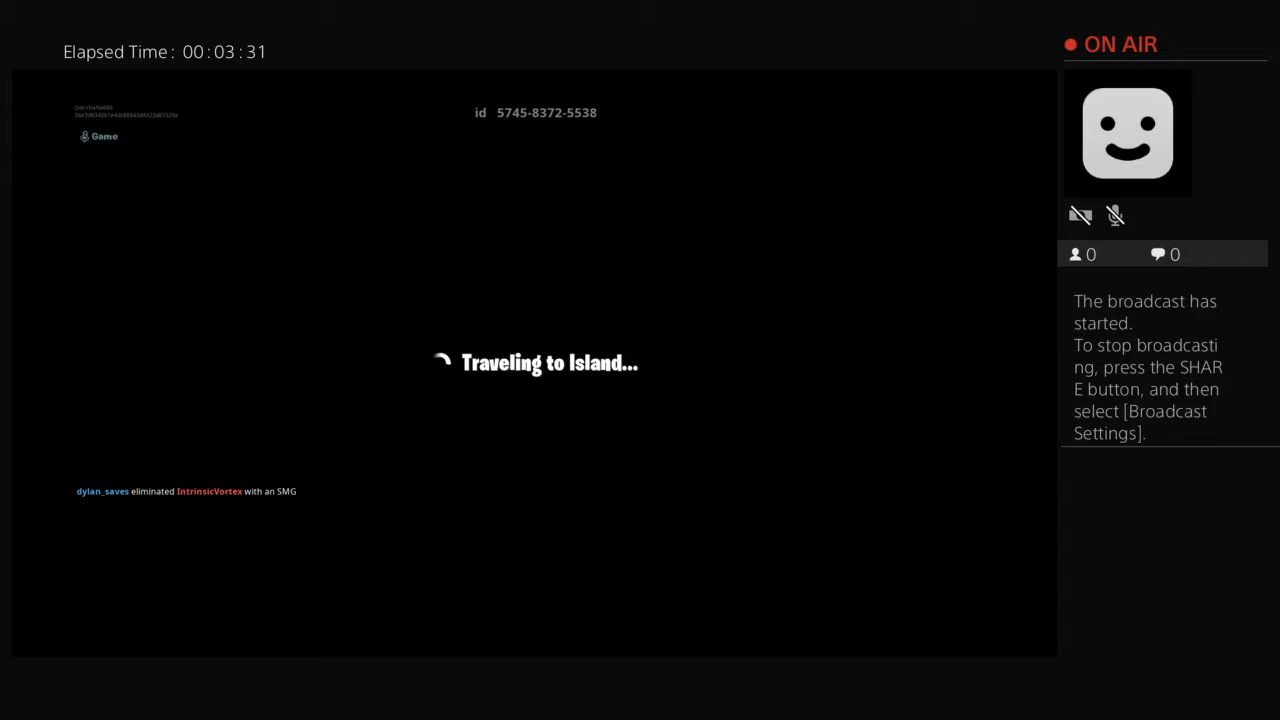 Elapsed Time: 00:03:31
ON AIR
id 5745-8372-5538
Game
0 0
The broadcast has
started.
To stop broadcasti
ng, press the SHAR
E button, and then
select [Broadcast
Settings].
Traveling to Island...
dylan_saves eliminated IntrinsicVortex with an SMG